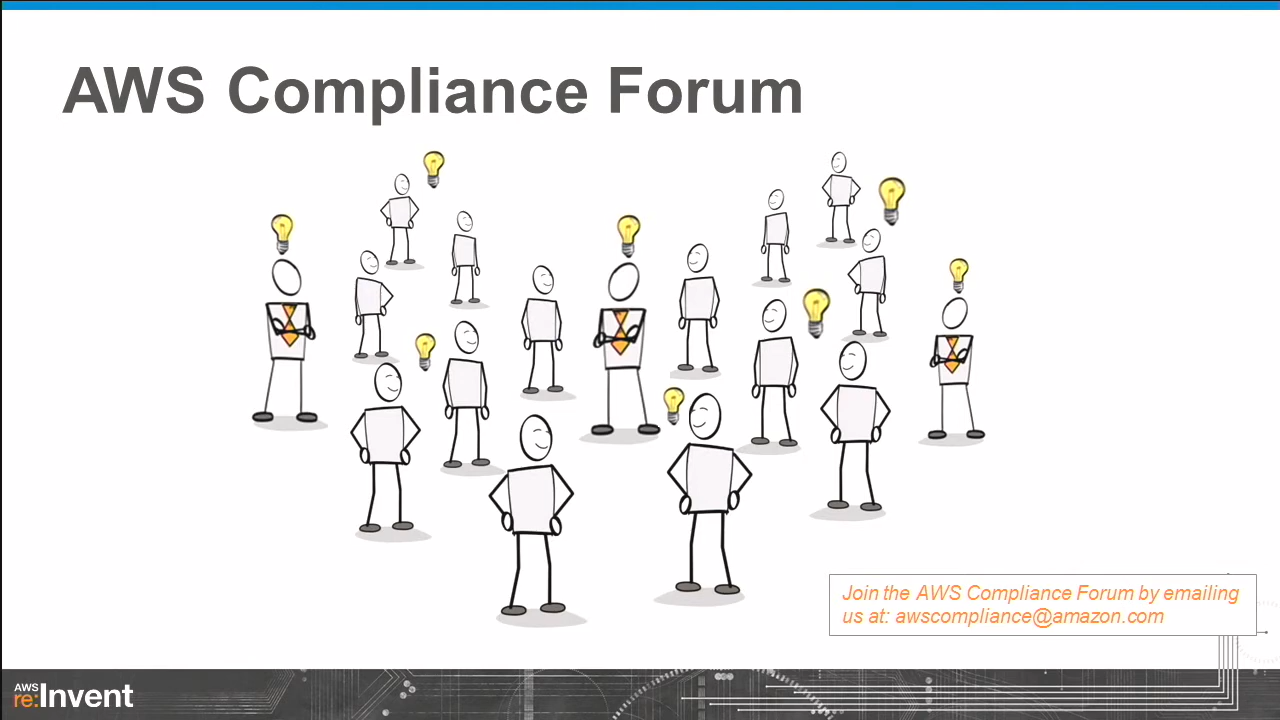 AWS Compliance Forum
Join the AWS Compliance Forum by emailing
us at: awscompliance@amazon.com
AWS
re:Invent